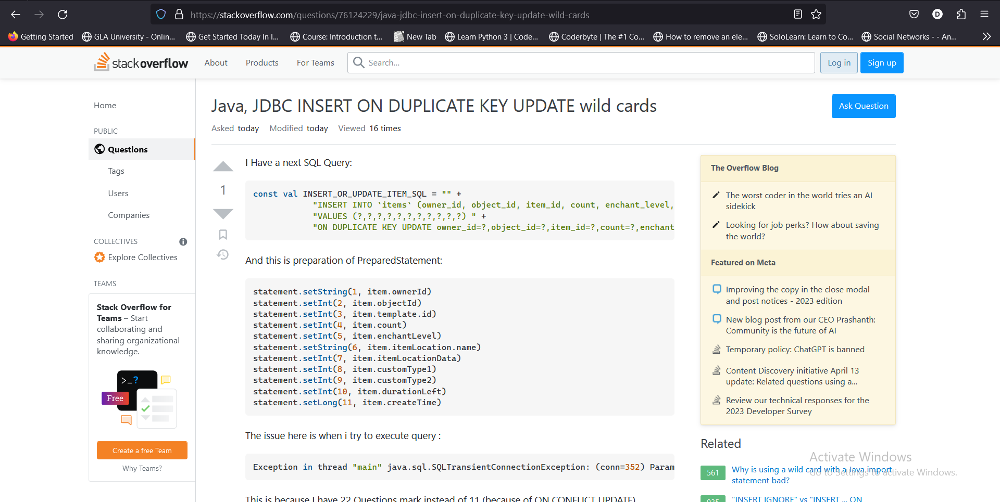 https://stackoverflow.com/questions/76124229/java-jdbc-insert-on-duplicate-key-update-wild-cards
D
Getting Started
GLA University - Onlin...
Get Started Today In I...
Course: Introduction t...
New Tab
Learn Python 3 | Code...
Coderbyte | The #1 Co...
How to remove an ele...
SoloLearn: Learn to Co...
Social Networks - - An...
stackoverflow
About
Products
For Teams
Search...
Log in
Sign up
Home
PUBLIC
Questions
Tags
Users
Companies
COLLECTIVES
Explore Collectives
TEAMS
Stack Overflow for
Teams – Start
collaborating and
sharing organizational
knowledge.
>_?
Free
Create a free Team
Why Teams?
Java, JDBC INSERT ON DUPLICATE KEY UPDATE wild cards
Ask Question
Asked today Modified today Viewed 16 times
1
I Have a next SQL Query:
const val INSERT_OR_UPDATE_ITEM_SQL = "" +
"INSERT INTO `items` (owner_id, object_id, item_id, count, enchant_level,
"VALUES (?,?,?,?,?,?,?,?,?,?,?) " +
"ON DUPLICATE KEY UPDATE owner_id=?,object_id=?,item_id=?,count=?,enchant
And this is preparation of PreparedStatement:
statement.setString(1, item.ownerId)
statement.setInt(2, item.objectId)
statement.setInt(3, item.template.id)
statement.setInt(4, item.count)
statement.setInt(5, item.enchantLevel)
statement.setString(6, item.itemLocation.name)
statement.setInt(7, item.itemLocationData)
statement.setInt(8, item.customType1)
statement.setInt(9, item.customType2)
statement.setInt(10, item.durationLeft)
statement.setLong(11, item.createTime)
The issue here is when i try to execute query :
Exception in thread "main" java.sql.SQLTransientConnectionException: (conn=352) Param
This is because I have 22 Questions mark instead of 11 (because of ON CONFLICT UPDATE)
The Overflow Blog
The worst coder in the world tries an AI
sidekick
Looking for job perks? How about saving
the world?
Featured on Meta
Improving the copy in the close modal
and post notices - 2023 edition
New blog post from our CEO Prashanth:
Community is the future of AI
Temporary policy: ChatGPT is banned
Content Discovery initiative April 13
update: Related questions using a...
Review our technical responses for the
2023 Developer Survey
Related
561
Why is using a wild card with a Java import
statement bad?
"INSERT IGNORE" vs "INSERT ... ON
Activate Windows
Go to Settings to activate Windows.